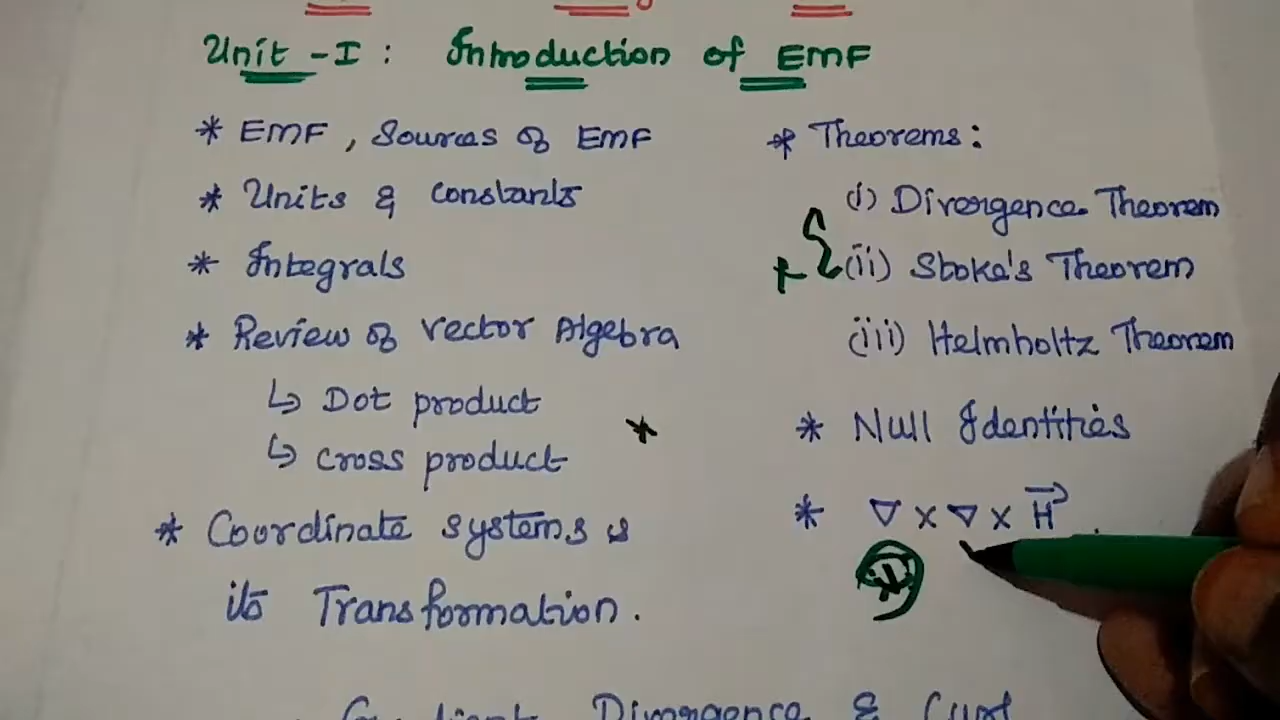 Unit - I : Introduction of EMF
* EMF, Sources of EMF
* Units & constants
* Integrals
* Review of Vector Algebra
↳ Dot product
↳ cross product
* Coordinate systems &
its Transformation.
* Theorems:
(i) Divergence Theorem
(ii) Stoke's Theorem
(iii) Helmholtz Theorem
* Null Identities
* ∇ × ∇ × H⃗ .
Gradient Divergence & Curl